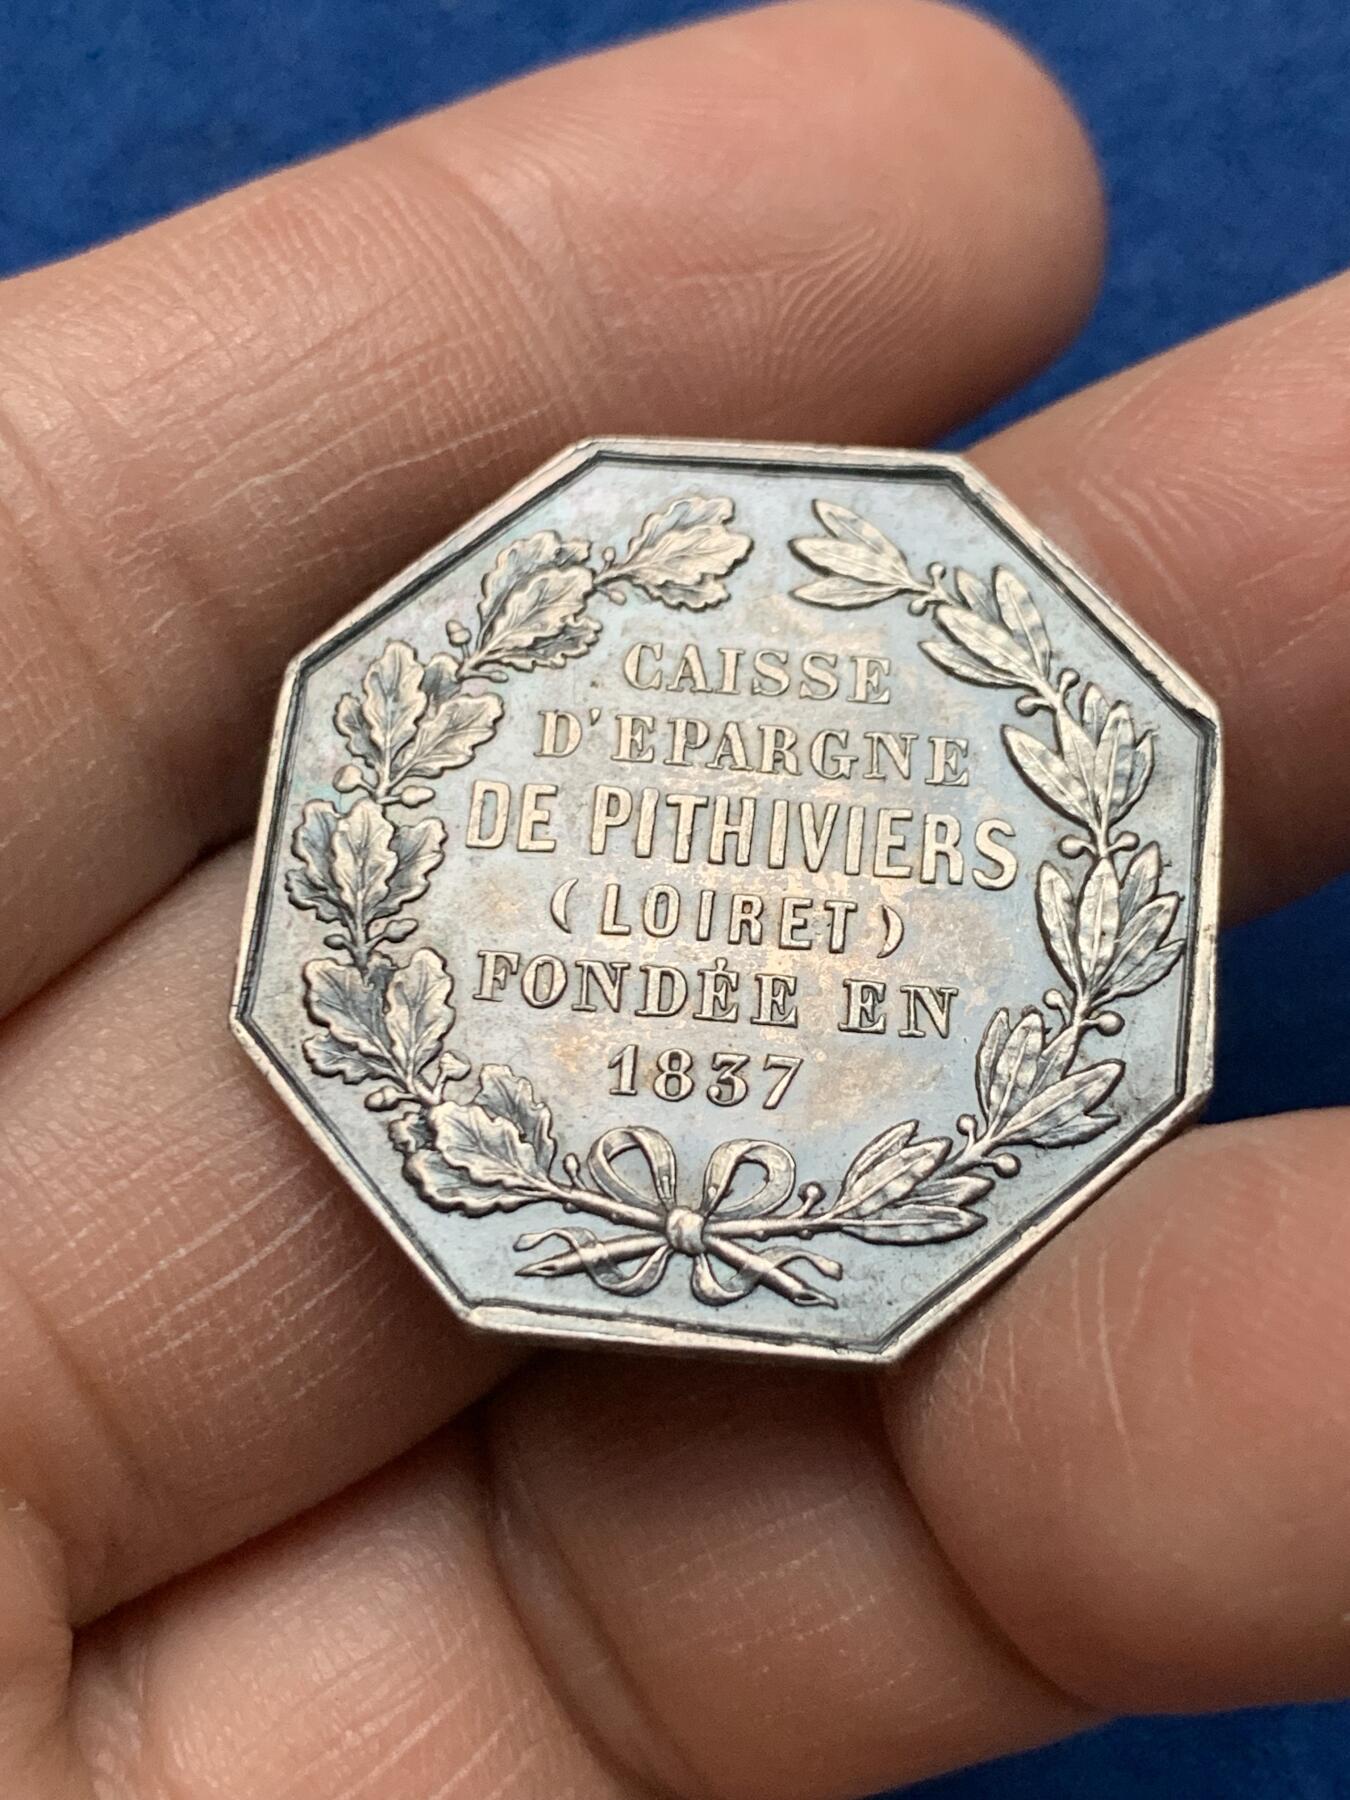 CAISSE
D'EPARGNE
DE PITHIVIERS
(LOIRET)
FONDÉE EN
1837